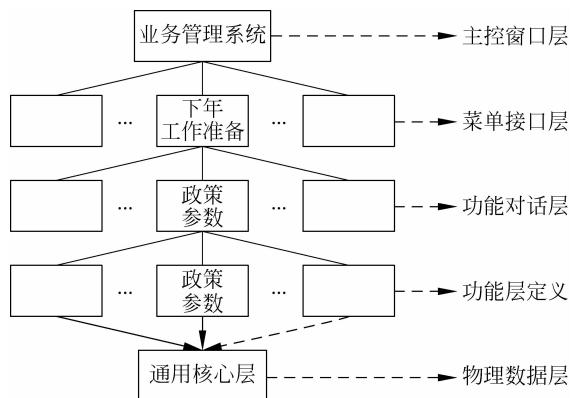 业务管理系统
主控窗口层
...
下年
工作准备
...
菜单接口层
...
政策
参数
...
功能对话层
...
政策
参数
...
功能层定义
通用核心层
物理数据层